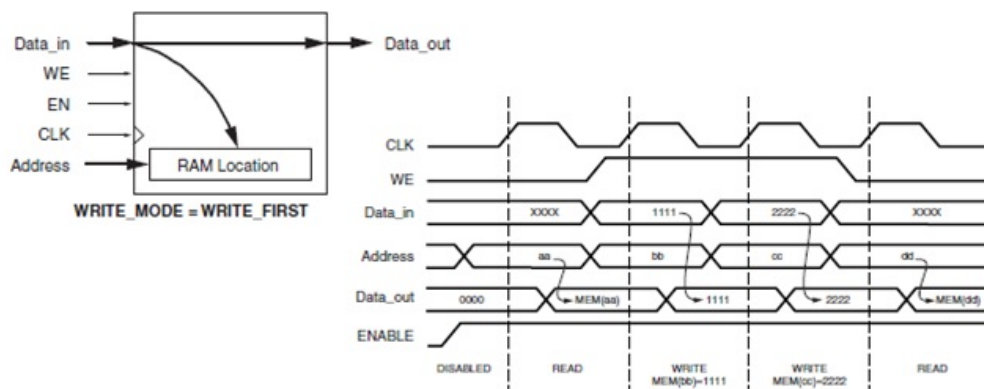 Data_in
Data_out
WE
EN
CLK
Address
RAM Location
WRITE_MODE = WRITE_FIRST
CLK
WE
Data_in XXXX 1111 2222 XXXX
Address aa bb cc dd
Data_out 0000 MEM(aa) 1111 2222 MEM(dd)
ENABLE
DISABLED READ WRITE WRITE READ
MEM(bb)=1111 MEM(cc)=2222